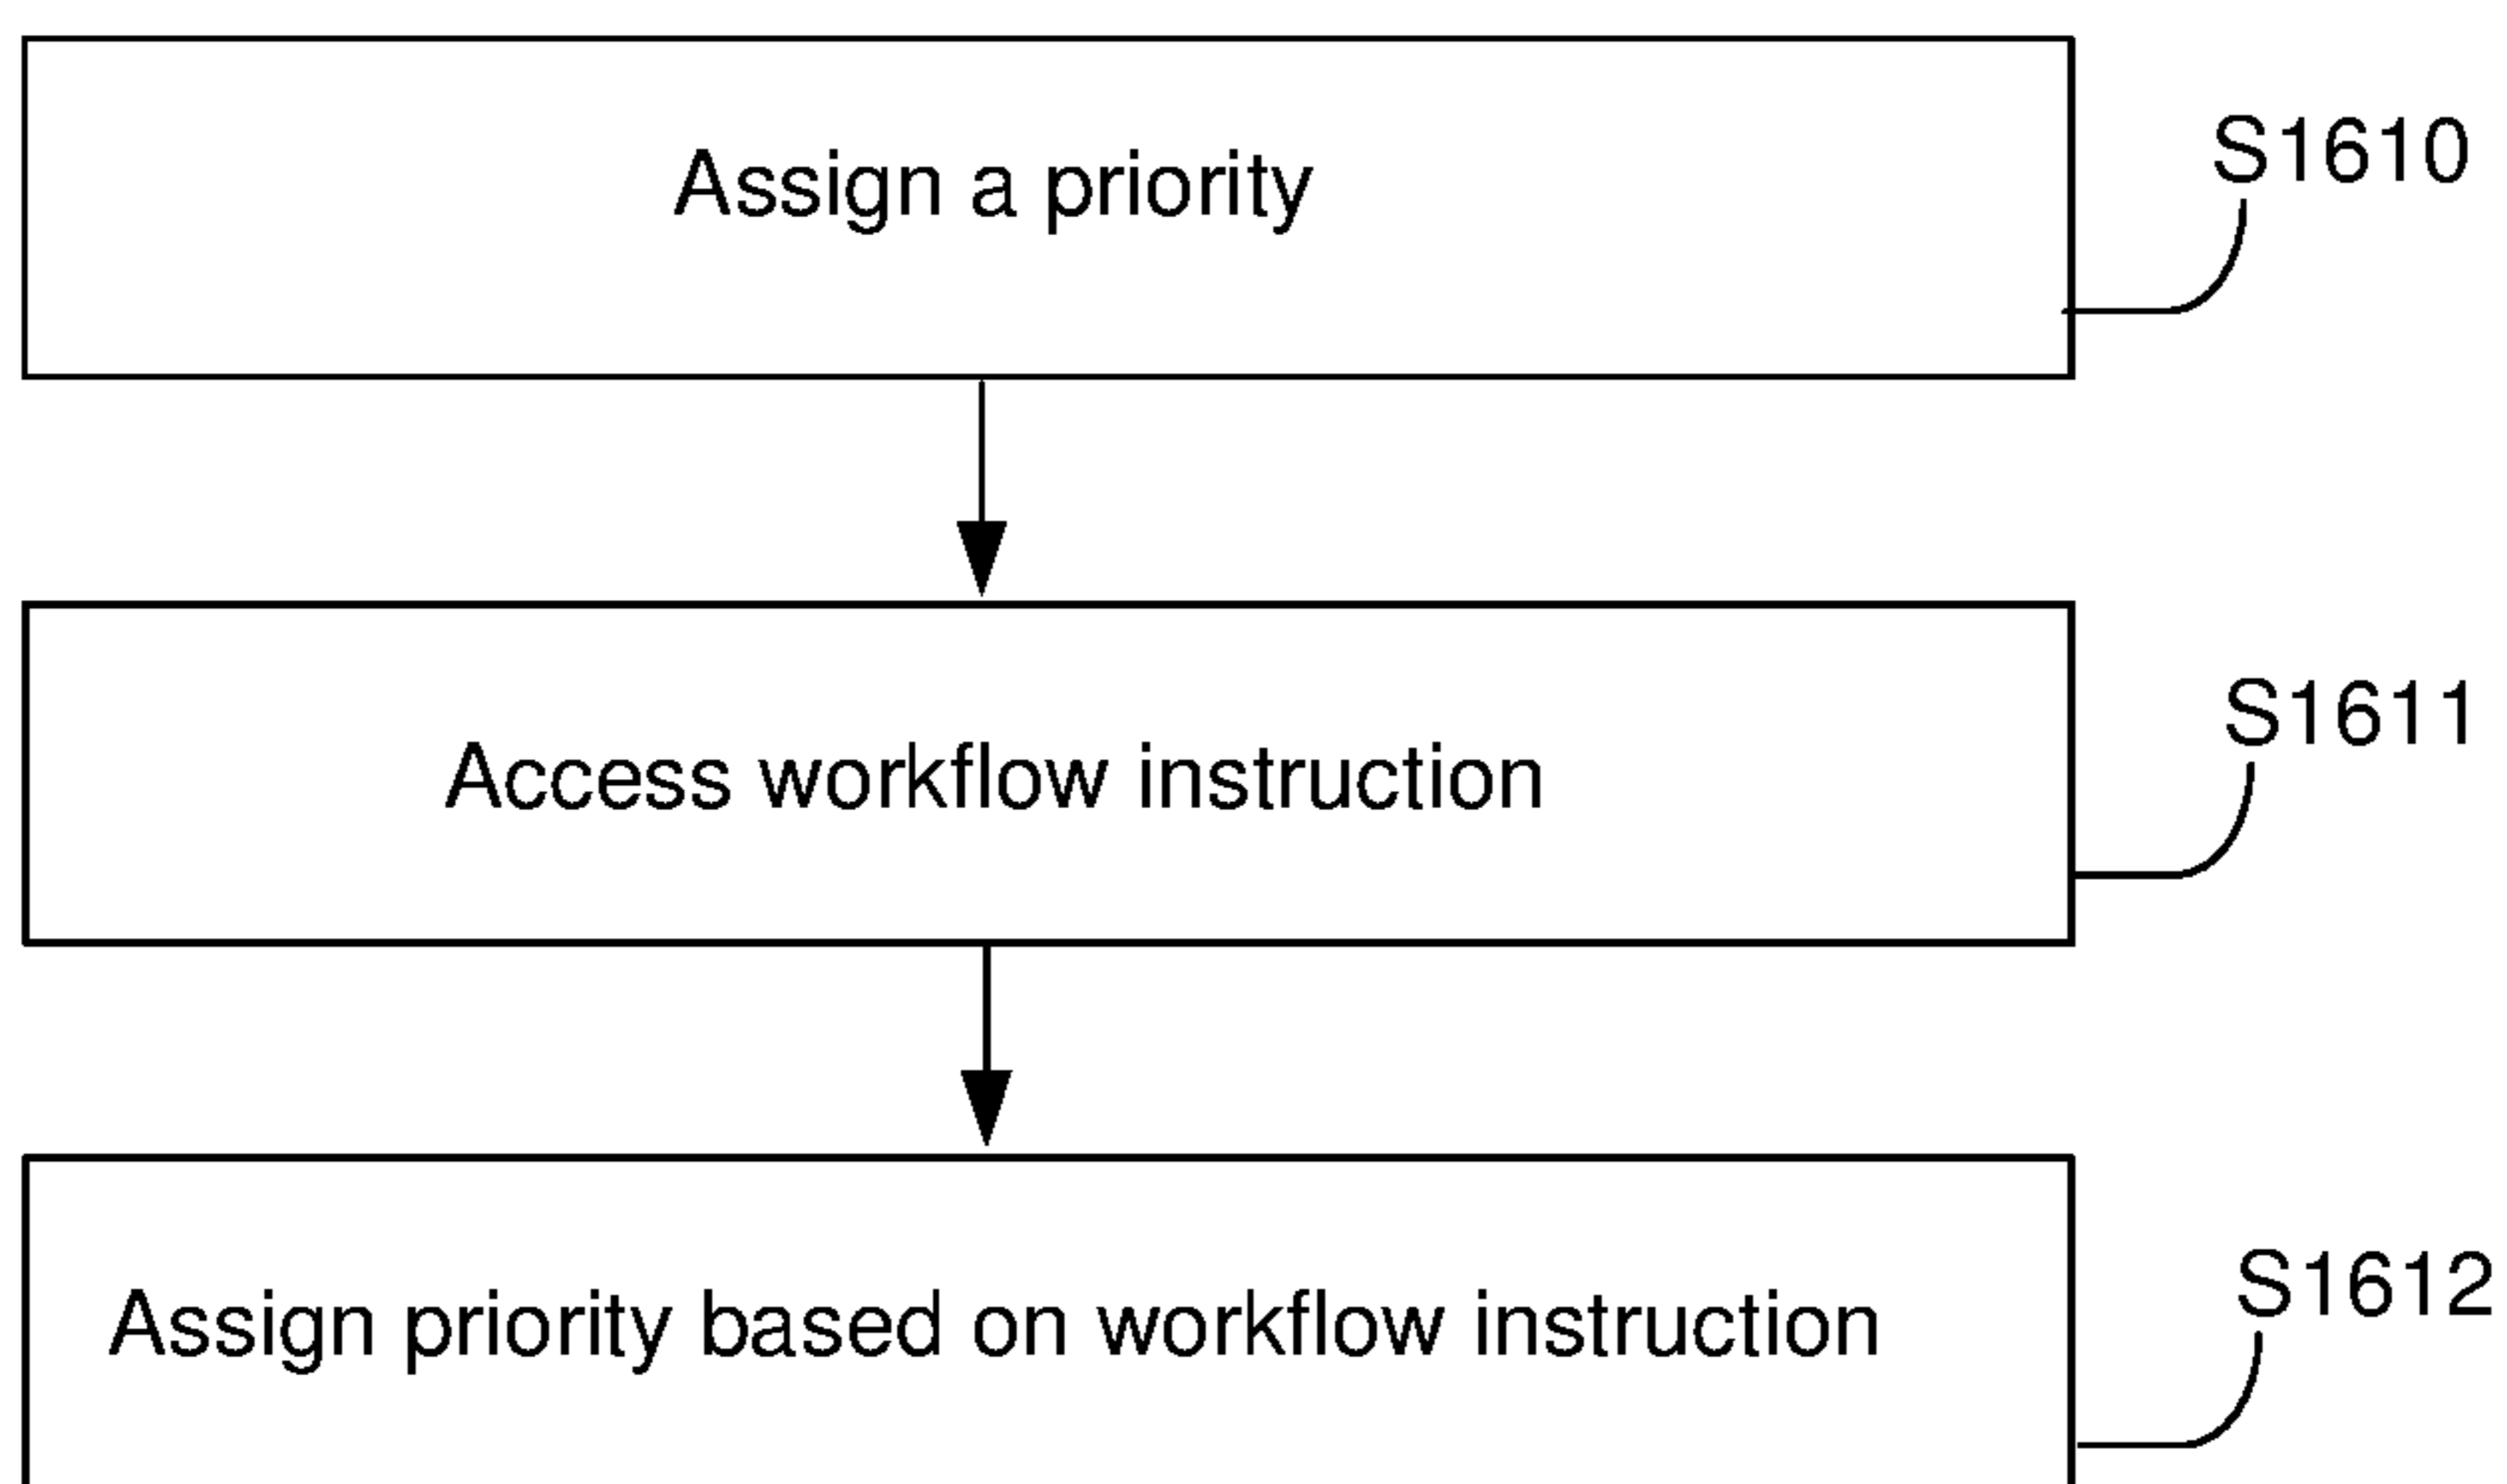 Assign a priority
S1610
Access workflow instruction
S1611
Assign priority based on workflow instruction
S1612